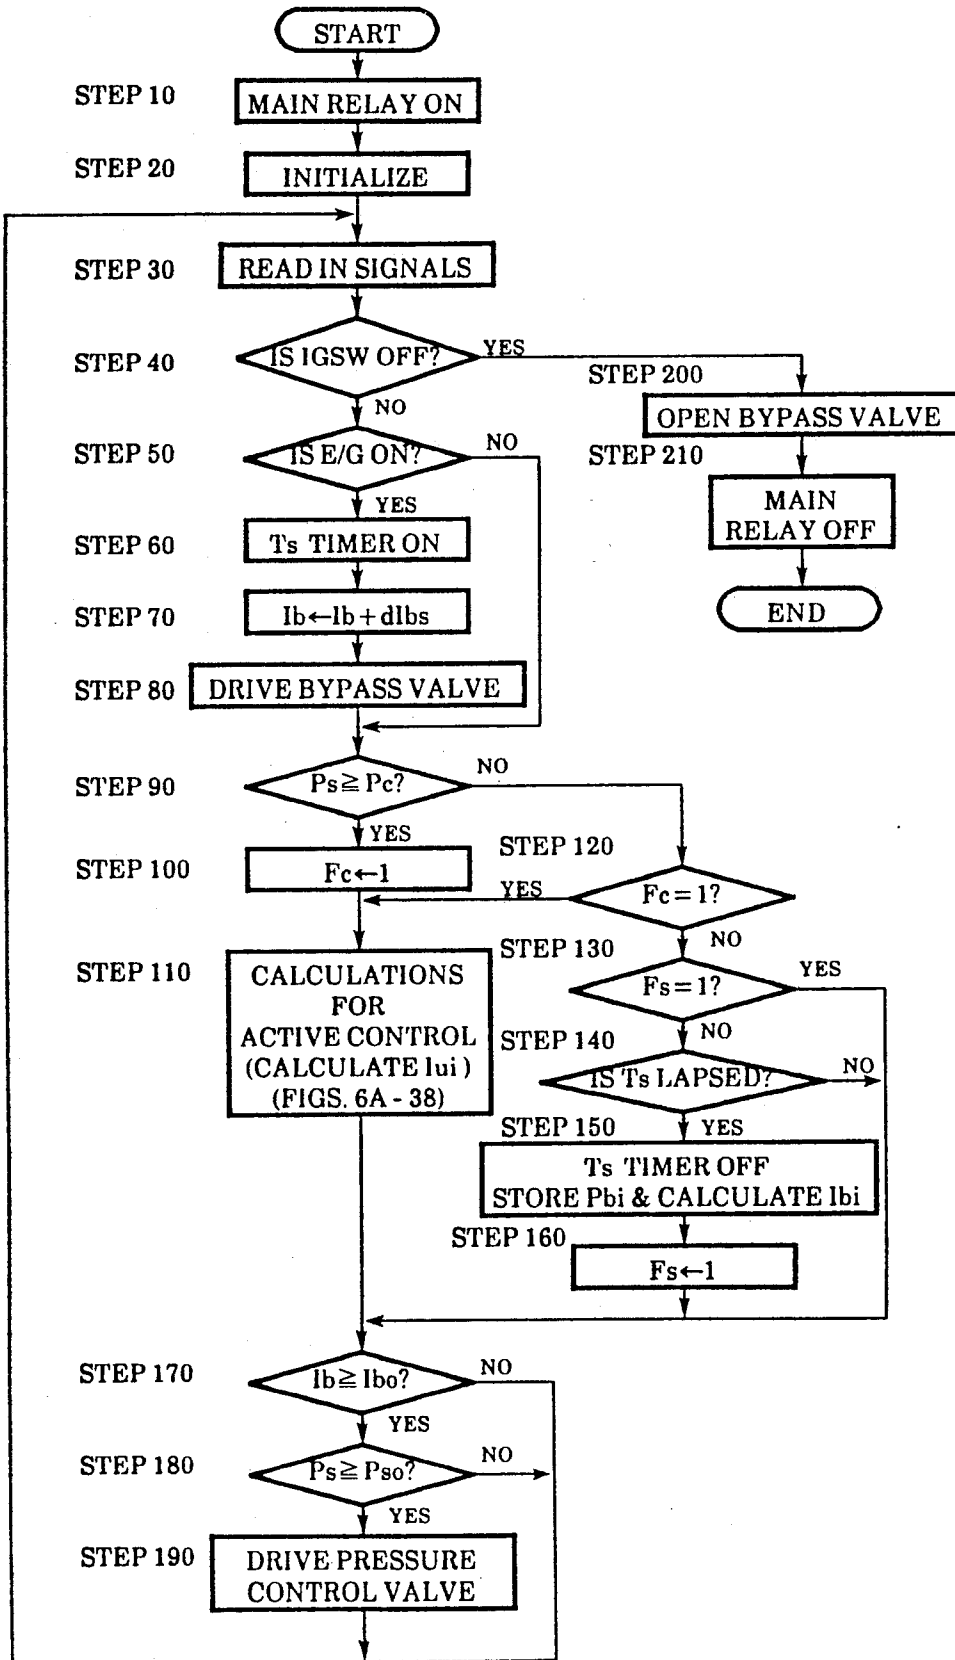 START
STEP 10
MAIN RELAY ON
STEP 20
INITIALIZE
STEP 30
READ IN SIGNALS
STEP 40
IS IGSW OFF?
YES
NO
STEP 200
OPEN BYPASS VALVE
STEP 210
MAIN
RELAY OFF
END
STEP 50
IS E/G ON?
NO
YES
STEP 60
Ts TIMER ON
STEP 70
Ib←Ib+dIbs
STEP 80
DRIVE BYPASS VALVE
STEP 90
Ps≧Pc?
NO
YES
STEP 100
Fc←1
STEP 120
Fc=1?
YES
NO
STEP 110
CALCULATIONS
FOR
ACTIVE CONTROL
(CALCULATE Iui)
(FIGS. 6A - 38)
STEP 130
Fs=1?
YES
NO
STEP 140
IS Ts LAPSED?
NO
YES
STEP 150
Ts TIMER OFF
STORE Pbi & CALCULATE Ibi
STEP 160
Fs←1
STEP 170
Ib≧Ibo?
NO
YES
STEP 180
Ps≧Pso?
NO
YES
STEP 190
DRIVE PRESSURE
CONTROL VALVE